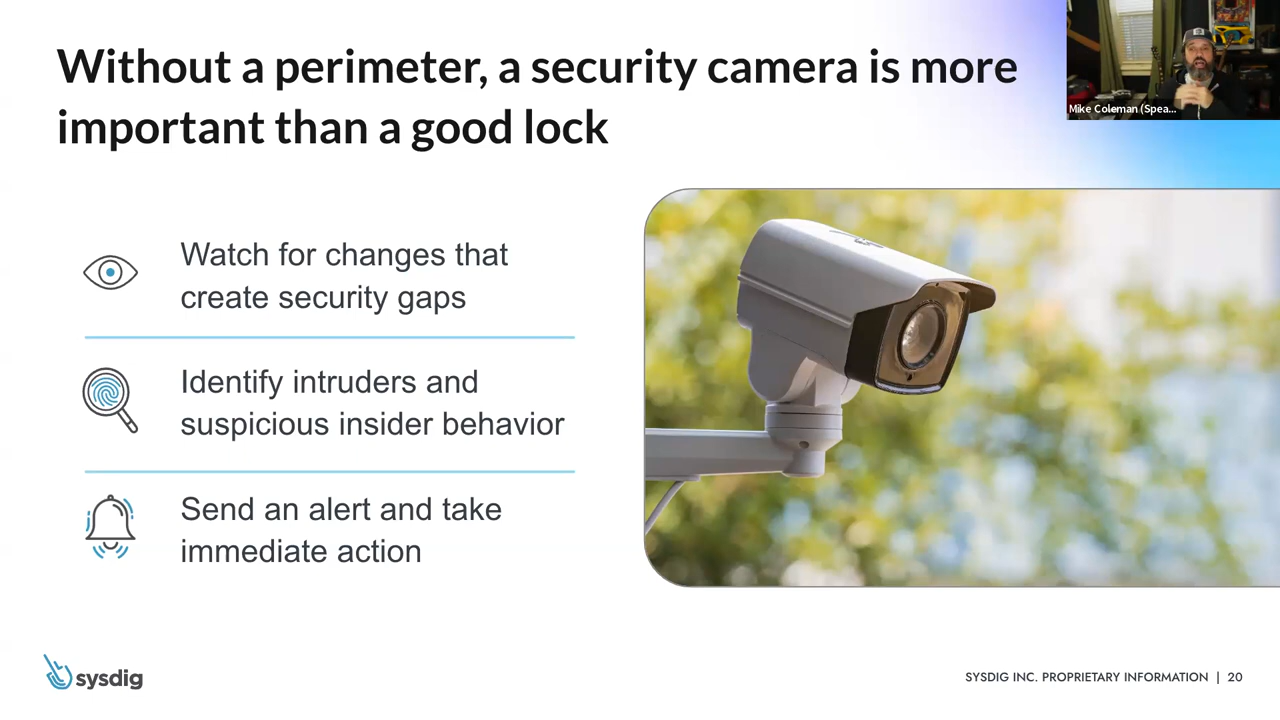 Without a perimeter, a security camera is more
important than a good lock
Mike Coleman (Spea...
Watch for changes that
create security gaps
Identify intruders and
suspicious insider behavior
Send an alert and take
immediate action
sysdig
SYSDIG INC. PROPRIETARY INFORMATION | 20